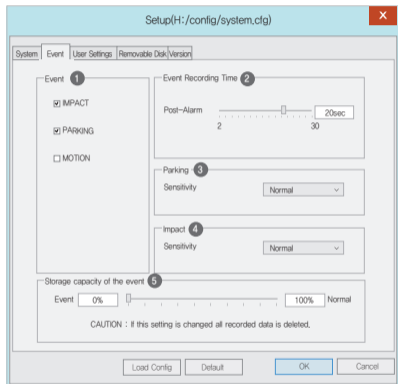 Setup(H:/config/system.cfg)
X
System Event User Settings Removable Disk Version
Event 1
IMPACT
PARKING
MOTION
Event Recording Time 2
Post-Alarm 20sec
2 30
Parking 3
Sensitivity Normal
Impact 4
Sensitivity Normal
Storage capacity of the event 5
Event 0% 100% Normal
CAUTION : If this setting is changed all recorded data is deleted.
Load Config Default OK Cancel